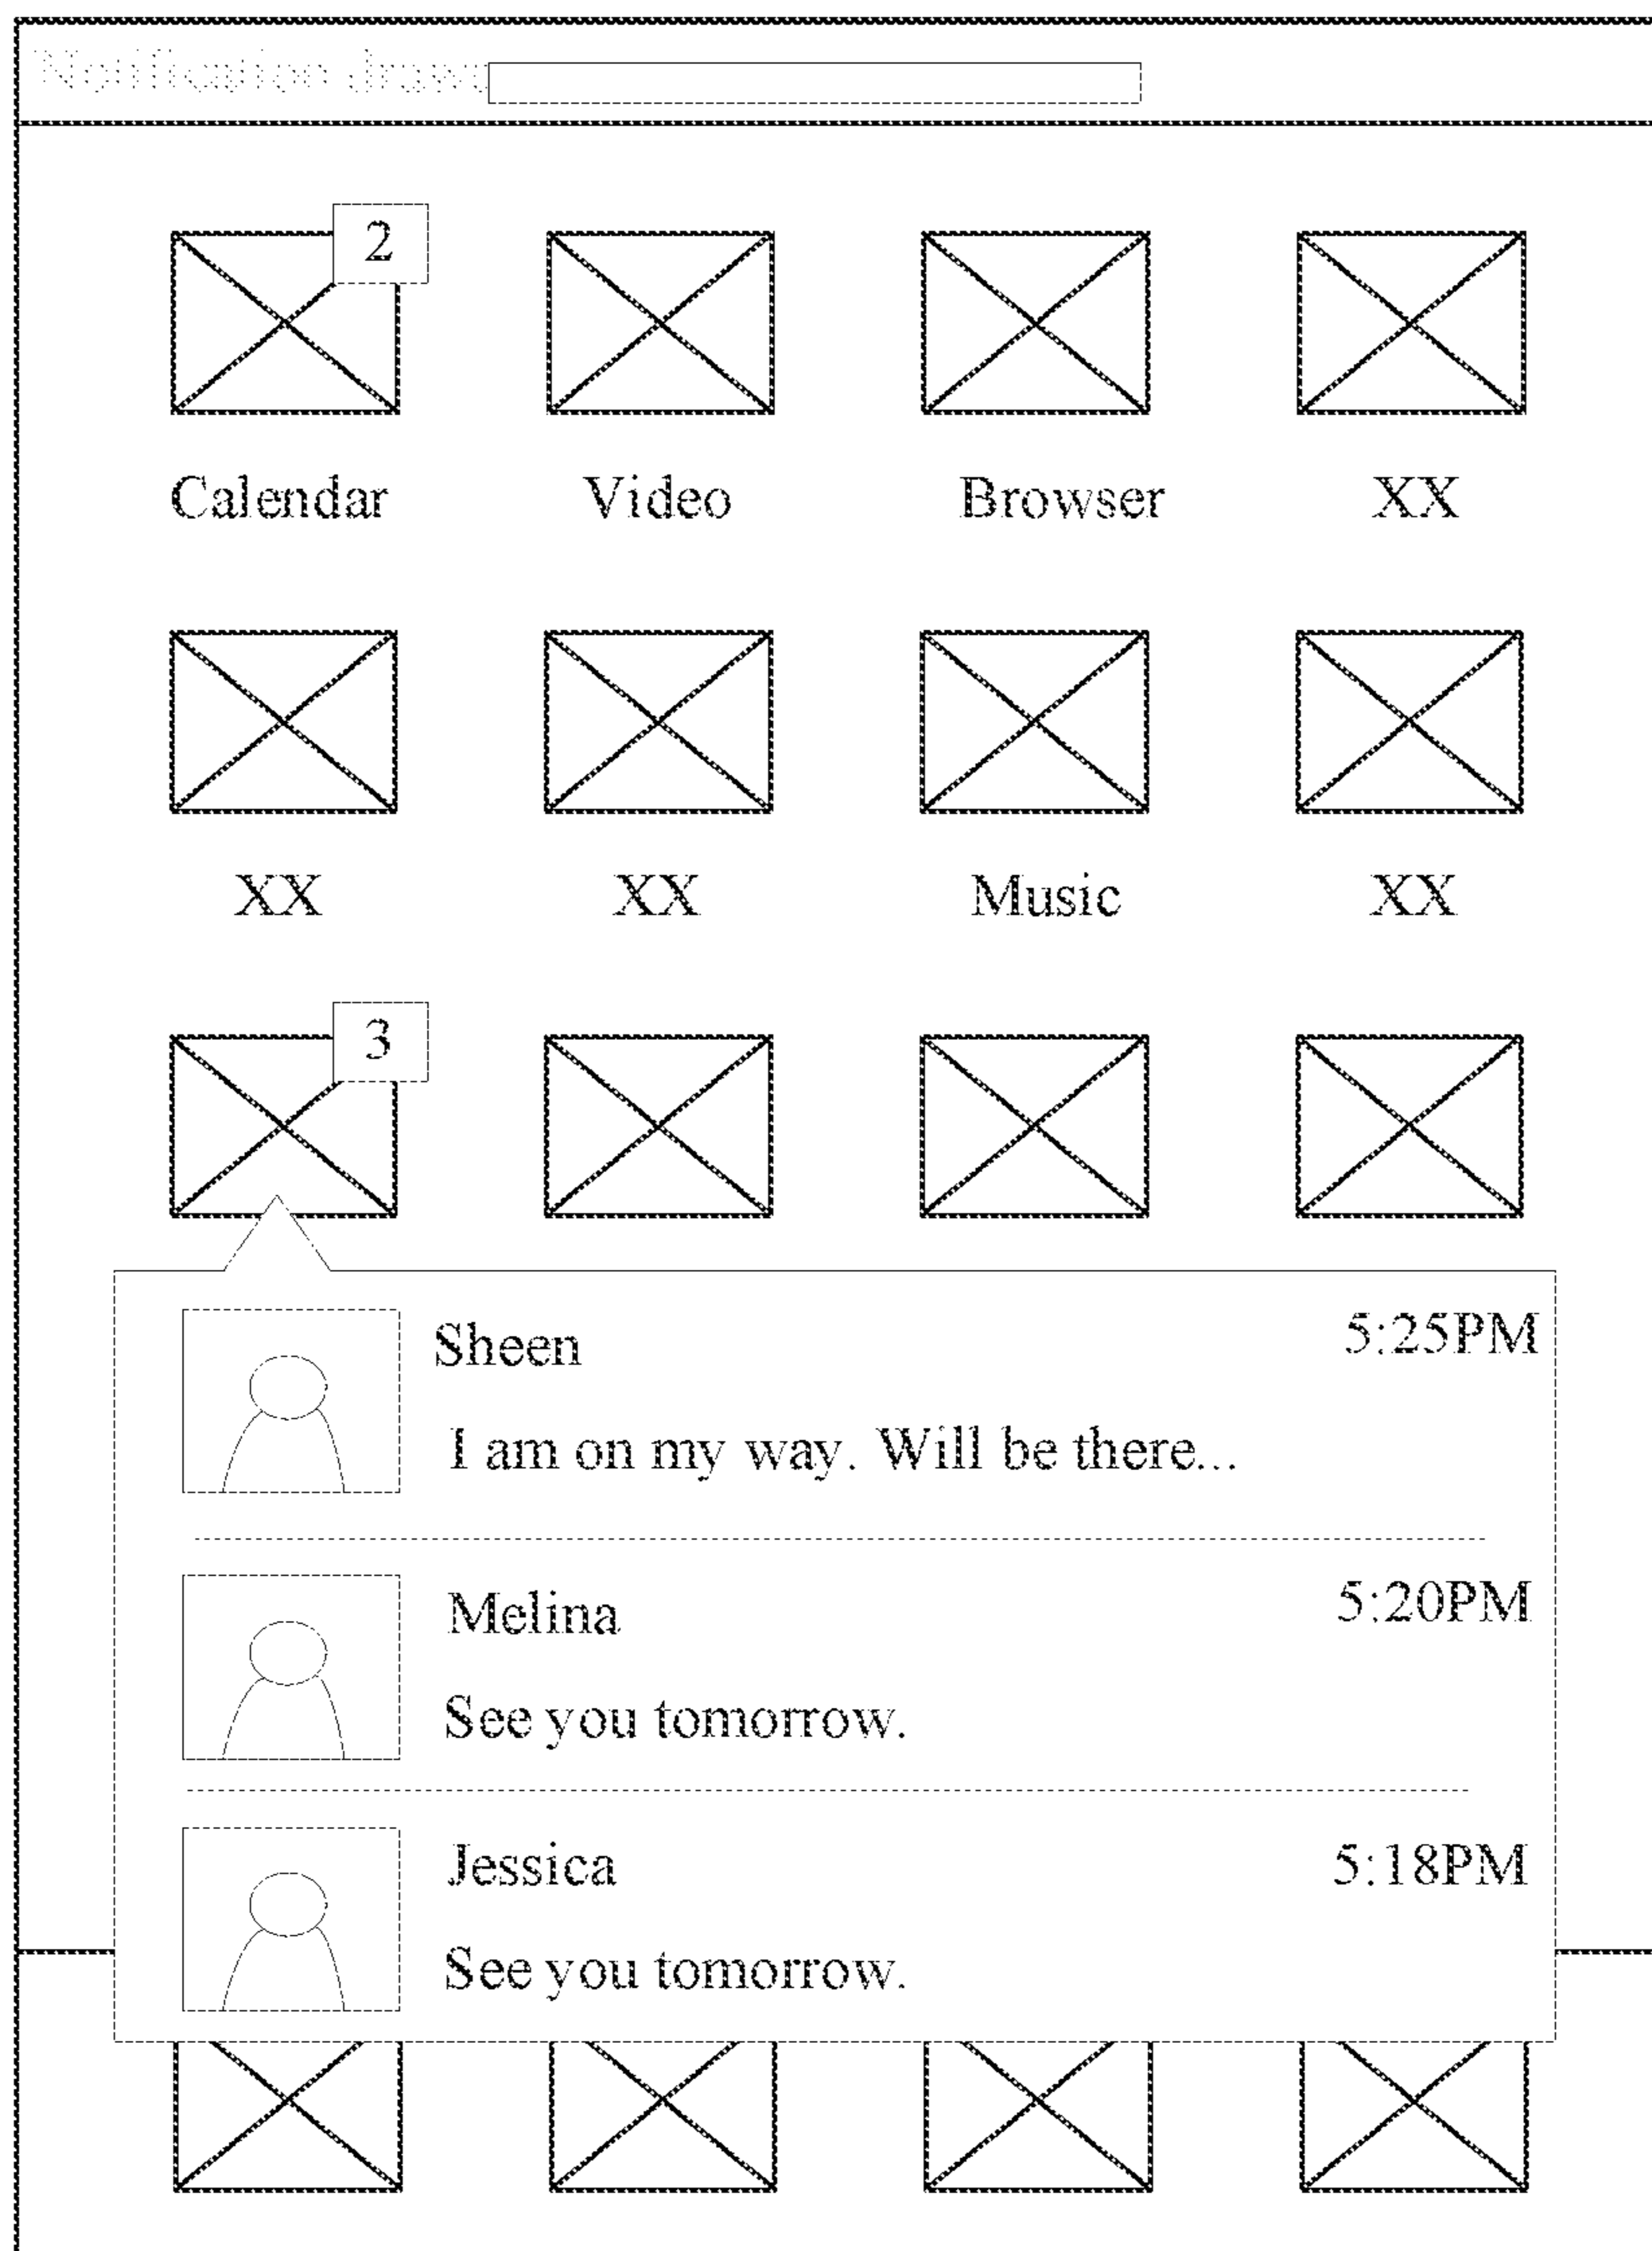 Notification
2
Calendar Video Browser XX
XX XX Music XX
3
Sheen 5:25PM
I am on my way. Will be there...
Melina 5:20PM
See you tomorrow.
Jessica 5:18PM
See you tomorrow.